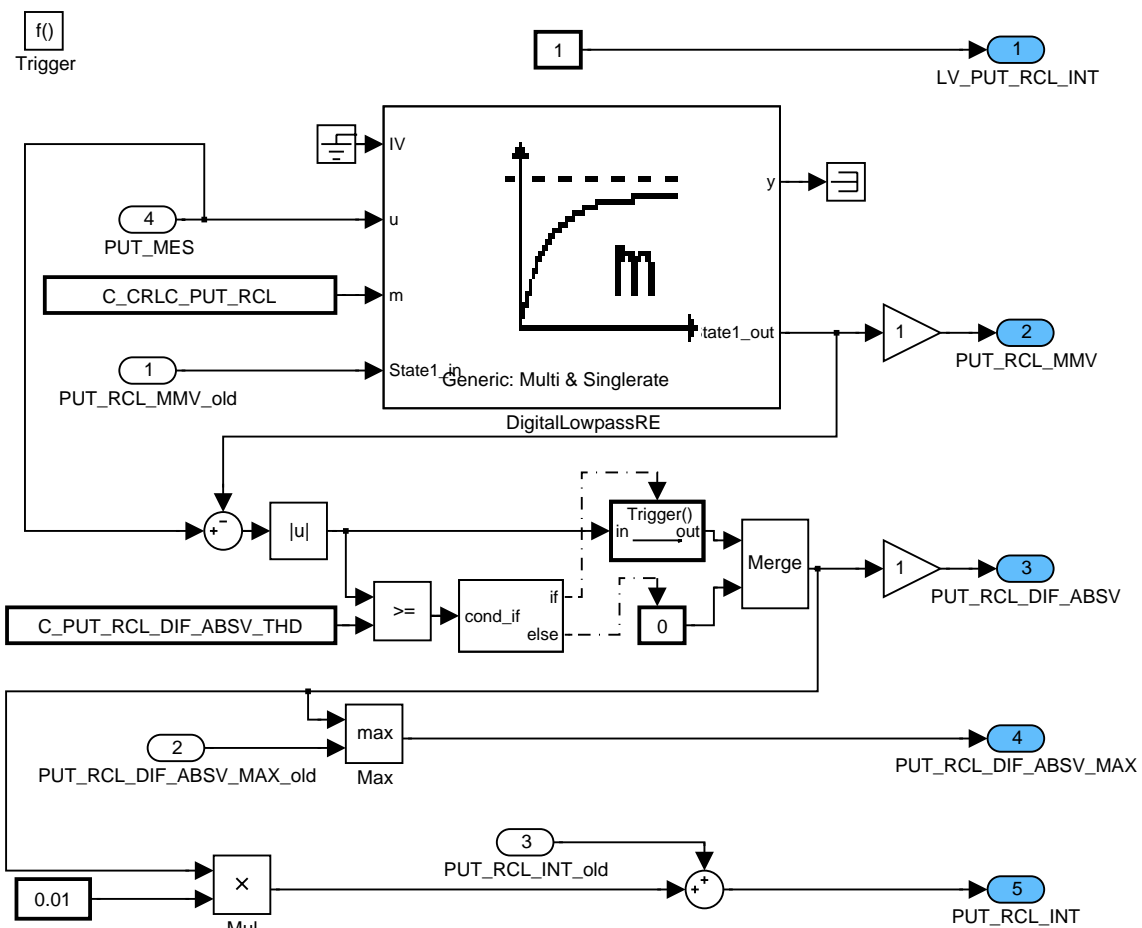 f()
Trigger
1
1
LV_PUT_RCL_INT
IV
u
m
State1_in
y
tate1_out
m
Generic: Multi & Singlerate
DigitalLowpassRE
4
PUT_MES
C_CRLC_PUT_RCL
1
PUT_RCL_MMV_old
1
2
PUT_RCL_MMV
+
−
|u|
Trigger()
in
out
Merge
1
3
PUT_RCL_DIF_ABSV
C_PUT_RCL_DIF_ABSV_THD
>=
cond_if
if
else
0
2
PUT_RCL_DIF_ABSV_MAX_old
max
Max
4
PUT_RCL_DIF_ABSV_MAX
3
PUT_RCL_INT_old
0.01
×
Mul
+
+
5
PUT_RCL_INT